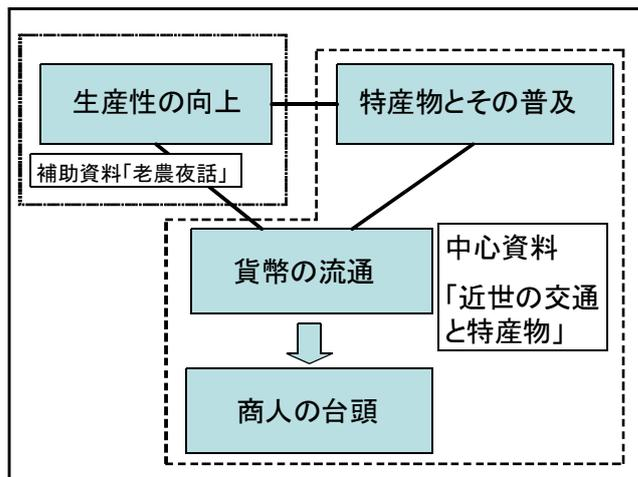 生産性の向上
特産物とその普及
補助資料「老農夜話」
貨幣の流通
中心資料
「近世の交通
と特産物」
商人の台頭